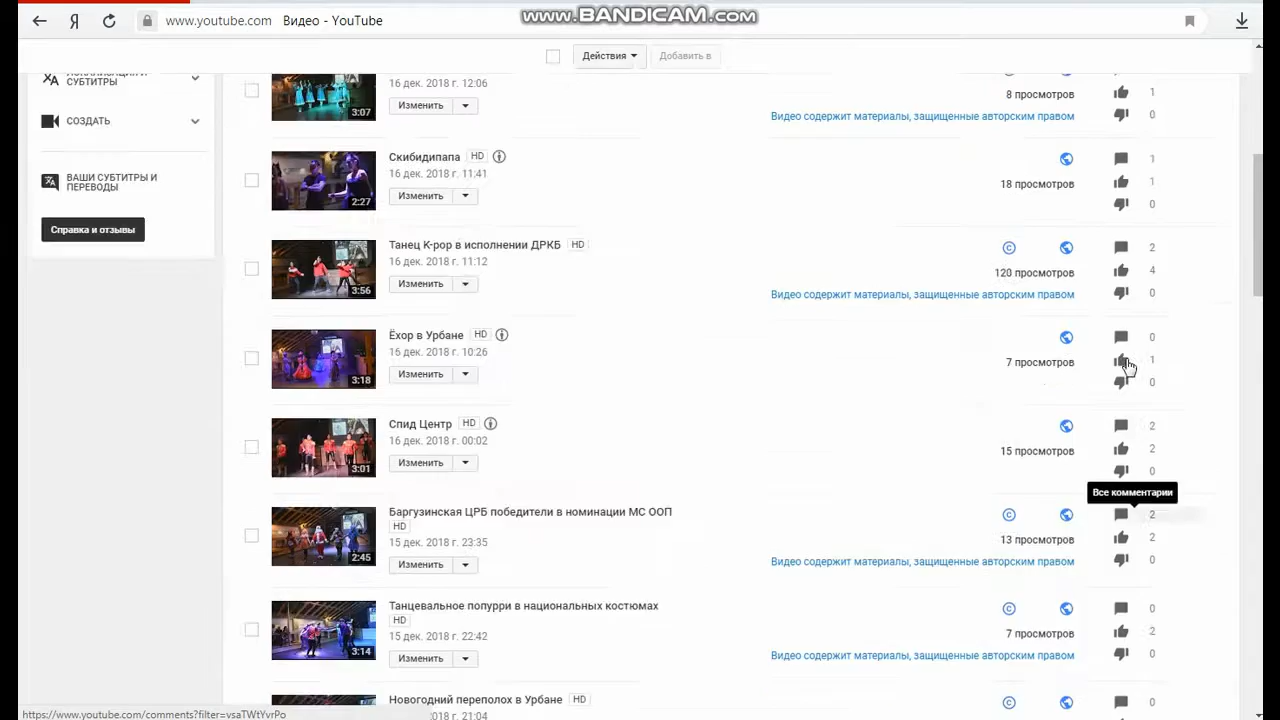 www.youtube.com Видео - YouTube
www.BANDICAM.com
Действия
Добавить в
СУБТИТРЫ
СОЗДАТЬ
ВАШИ СУБТИТРЫ И
ПЕРЕВОДЫ
Справка и отзывы
16 дек. 2018 г. 12:06
Изменить
3:07
8 просмотров
1
0
Видео содержит материалы, защищенные авторским правом
Скибидипапа HD
16 дек. 2018 г. 11:41
Изменить
2:27
18 просмотров
1
1
0
Танец К-pop в исполнении ДРКБ HD
16 дек. 2018 г. 11:12
Изменить
3:56
120 просмотров
2
4
0
Видео содержит материалы, защищенные авторским правом
Ёхор в Урбане HD
16 дек. 2018 г. 10:26
Изменить
3:18
7 просмотров
0
1
0
Спид Центр HD
16 дек. 2018 г. 00:02
Изменить
3:01
15 просмотров
2
2
0
Все комментарии
Баргузинская ЦРБ победители в номинации МС ООП
HD
15 дек. 2018 г. 23:35
Изменить
2:45
13 просмотров
2
2
0
Видео содержит материалы, защищенные авторским правом
Танцевальное попурри в национальных костюмах
HD
15 дек. 2018 г. 22:42
Изменить
3:14
7 просмотров
0
2
0
Видео содержит материалы, защищенные авторским правом
Новогодний переполох в Урбане HD
15 дек. 2018 г. 21:04
0
https://www.youtube.com/comments?filter=vsaTWtYvrPo